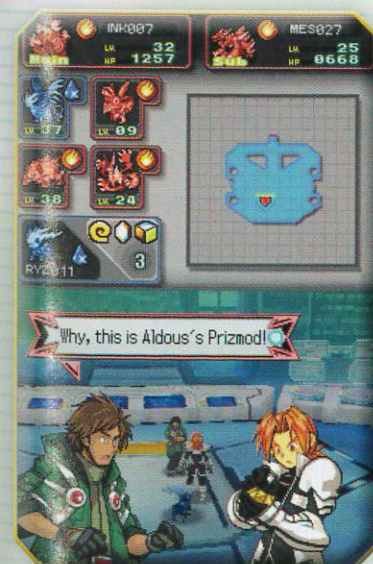 INK007
LV. 32
Main HP 1257
MES027
LV. 25
Sub HP 0668
LV. 37
LV. 09
LV. 38
LV. 24
RYZ011
3
Why, this is Aldous's Prizmod!